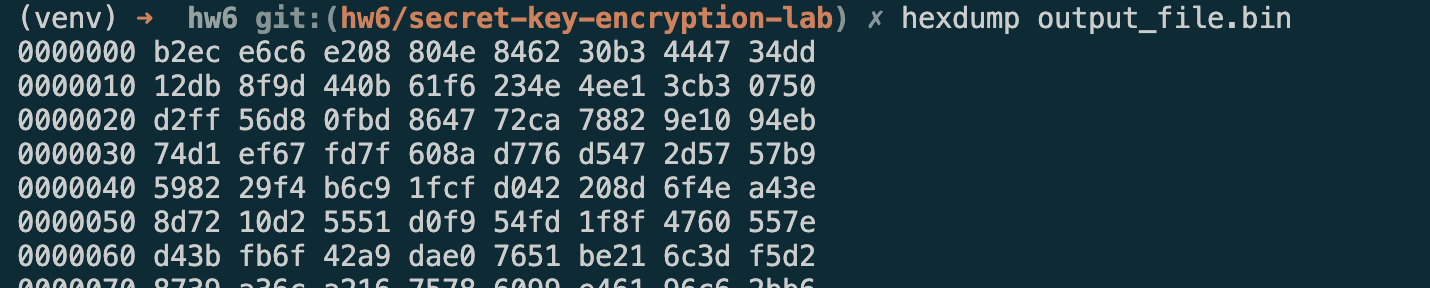 (venv) ➜  hw6 git:(hw6/secret-key-encryption-lab) ✗ hexdump output_file.bin
0000000 b2ec e6c6 e208 804e 8462 30b3 4447 34dd
0000010 12db 8f9d 440b 61f6 234e 4ee1 3cb3 0750
0000020 d2ff 56d8 0fbd 8647 72ca 7882 9e10 94eb
0000030 74d1 ef67 fd7f 608a d776 d547 2d57 57b9
0000040 5982 29f4 b6c9 1fcf d042 208d 6f4e a43e
0000050 8d72 10d2 5551 d0f9 54fd 1f8f 4760 557e
0000060 d43b fb6f 42a9 dae0 7651 be21 6c3d f5d2
0000070